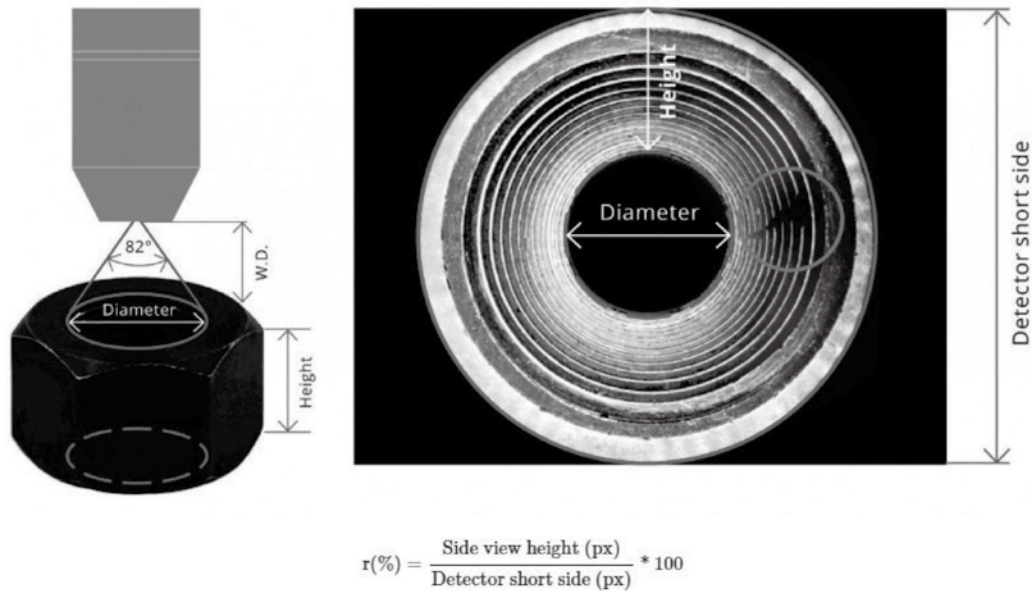 82°
W.D.
Diameter
Height
Height
Diameter
Detector short side
r(%) = Side view height (px) / Detector short side (px) * 100